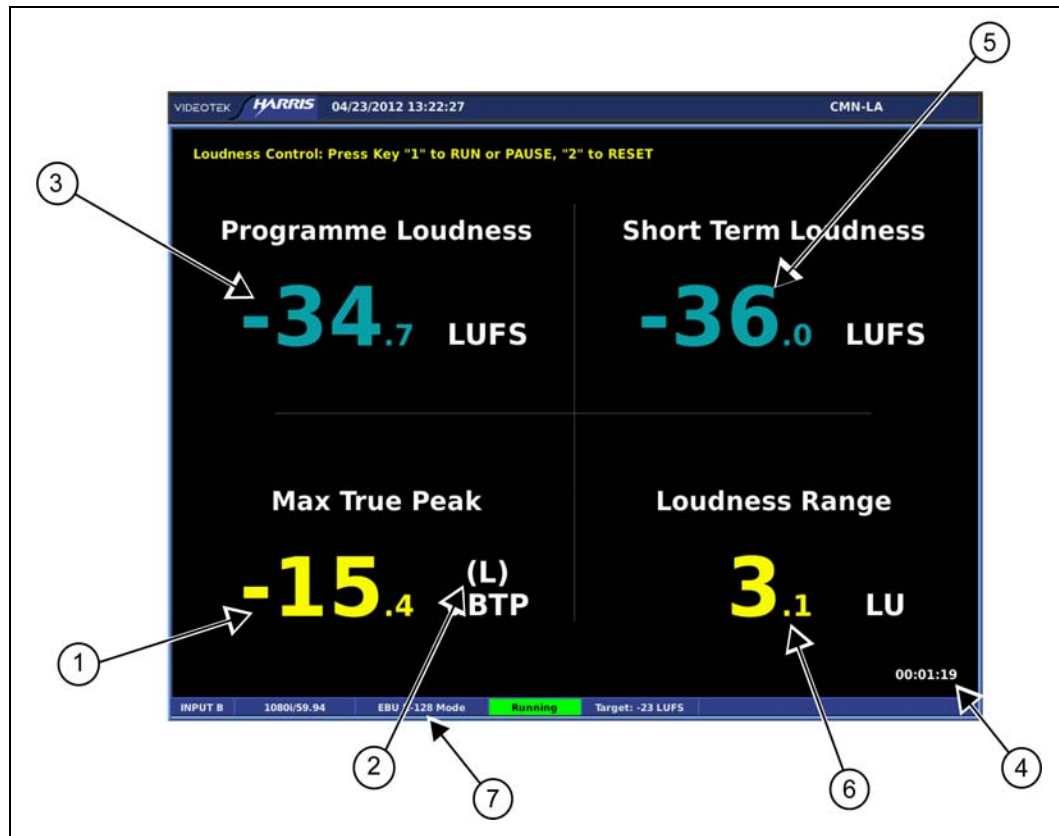 5
VIDEOTEK HARRIS 04/23/2012 13:22:27 CMN-LA
Loudness Control: Press Key "1" to RUN or PAUSE, "2" to RESET
3
Programme Loudness
Short Term Loudness
-34.7 LUFS
-36.0 LUFS
Max True Peak
Loudness Range
-15.4 (L)
BTP
3.1 LU
1
00:01:19
INPUT B 1080i/59.94 EBU -128 Mode Running Target: -23 LUFS
2
7
6
4